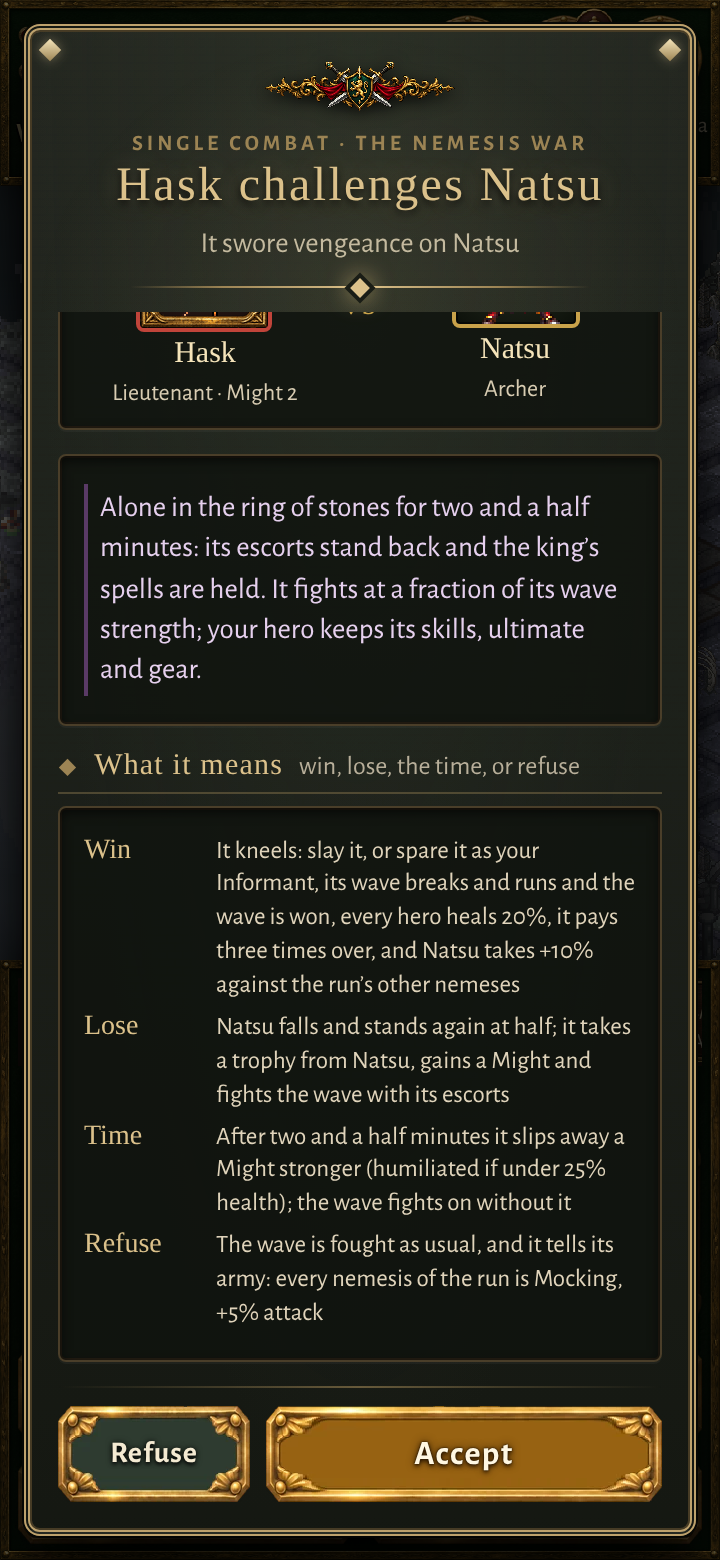 SINGLE COMBAT · THE NEMESIS WAR
Hask challenges Natsu
It swore vengeance on Natsu
Hask
Natsu
Lieutenant · Might 2
Archer
Alone in the ring of stones for two and a half
minutes: its escorts stand back and the king’s
spells are held. It fights at a fraction of its wave
strength; your hero keeps its skills, ultimate
and gear.
What it means win, lose, the time, or refuse
Win
It kneels: slay it, or spare it as your
Informant, its wave breaks and runs and the
wave is won, every hero heals 20%, it pays
three times over, and Natsu takes +10%
against the run’s other nemeses
Lose
Natsu falls and stands again at half; it takes
a trophy from Natsu, gains a Might and
fights the wave with its escorts
Time
After two and a half minutes it slips away a
Might stronger (humiliated if under 25%
health); the wave fights on without it
Refuse
The wave is fought as usual, and it tells its
army: every nemesis of the run is Mocking,
+5% attack
Refuse
Accept